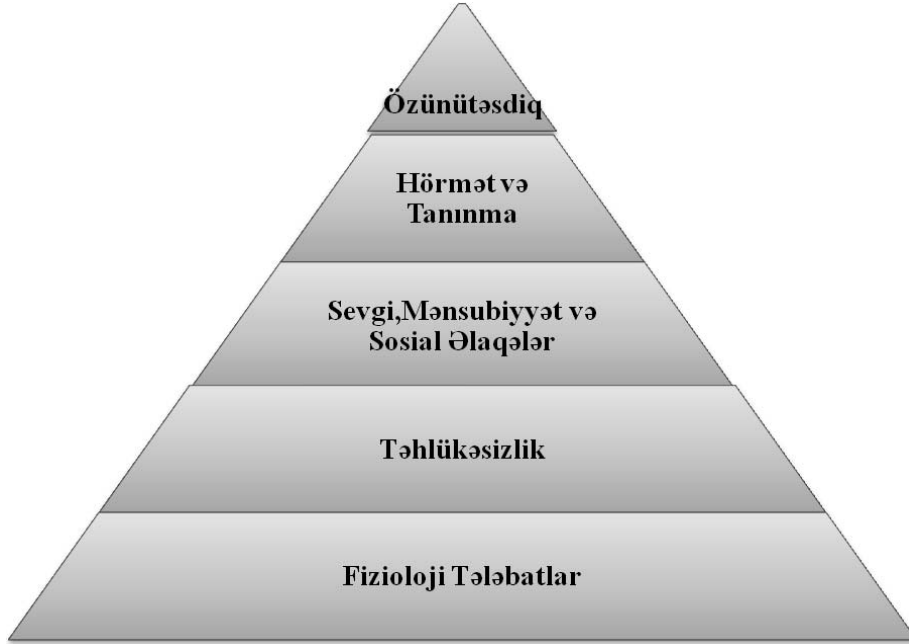 Özünütəsdiq
Hörmət və
Tanınma
Sevgi,Mənsubiyyət və
Sosial Əlaqələr
Təhlükəsizlik
Fizioloji Tələbatlar